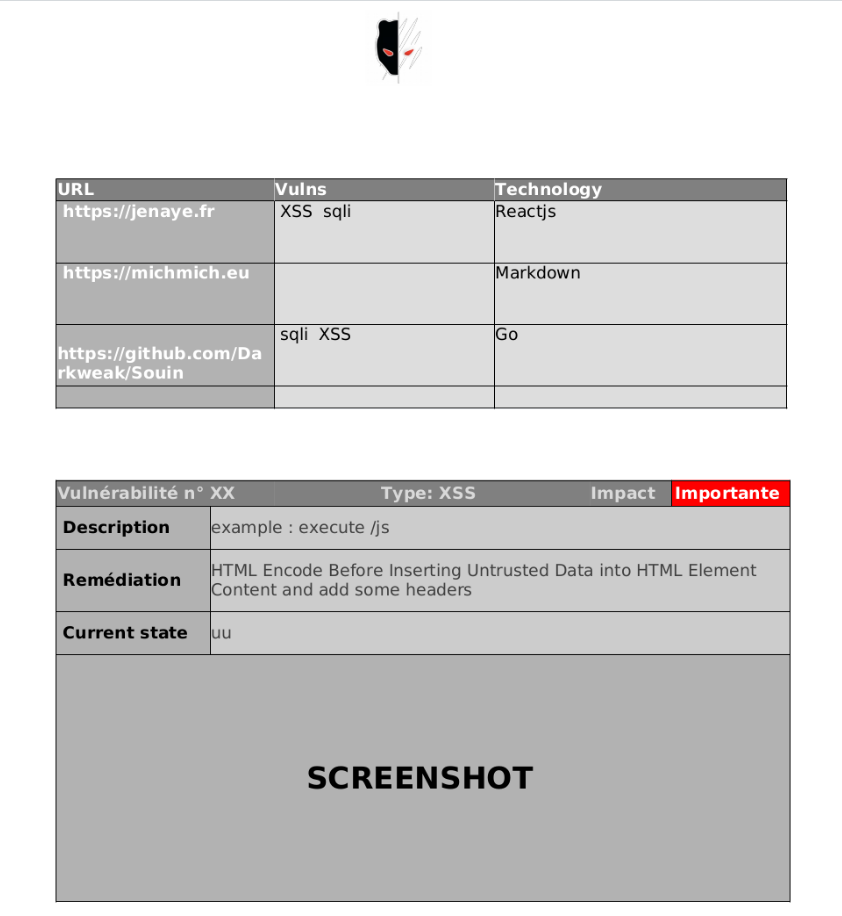 URL Vulns Technology
https://jenaye.fr XSS sqli Reactjs
https://michmich.eu Markdown
sqli XSS Go
https://github.com/Da
rkweak/Souin
Vulnérabilité n° XX Type: XSS Impact Importante
Description example : execute /js
Remédiation HTML Encode Before Inserting Untrusted Data into HTML Element
Content and add some headers
Current state uu
SCREENSHOT